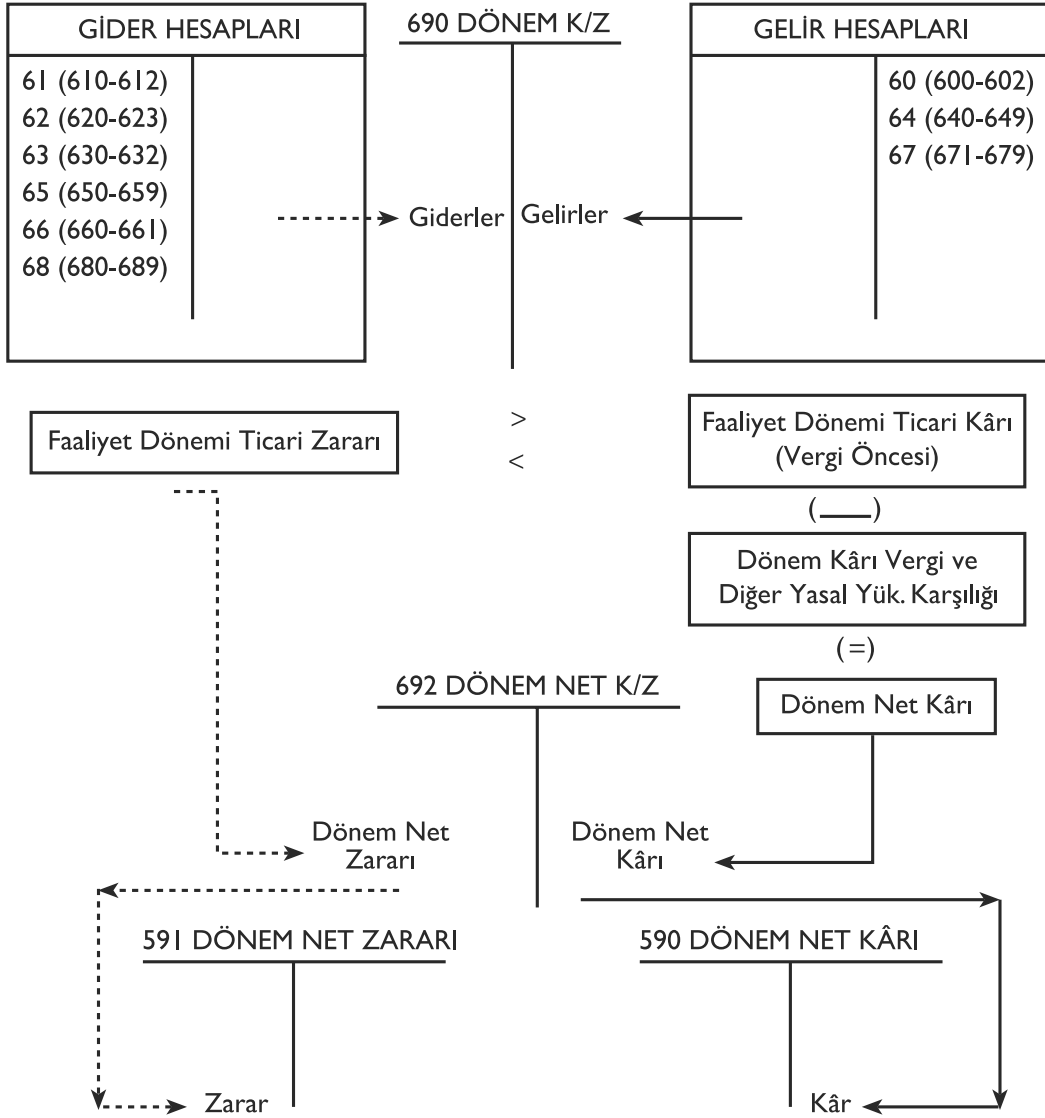 GİDER HESAPLARI
690 DÖNEM K/Z
GELİR HESAPLARI
61 (610-612)
62 (620-623)
63 (630-632)
65 (650-659)
66 (660-661)
68 (680-689)
60 (600-602)
64 (640-649)
67 (671-679)
Giderler
Gelirler
Faaliyet Dönemi Ticari Zararı
>
<
Faaliyet Dönemi Ticari Kârı
(Vergi Öncesi)
(___)
Dönem Kârı Vergi ve
Diğer Yasal Yük. Karşılığı
(=)
692 DÖNEM NET K/Z
Dönem Net Kârı
Dönem Net
Zararı
Dönem Net
Kârı
591 DÖNEM NET ZARARI
590 DÖNEM NET KÂRI
Zarar
Kâr